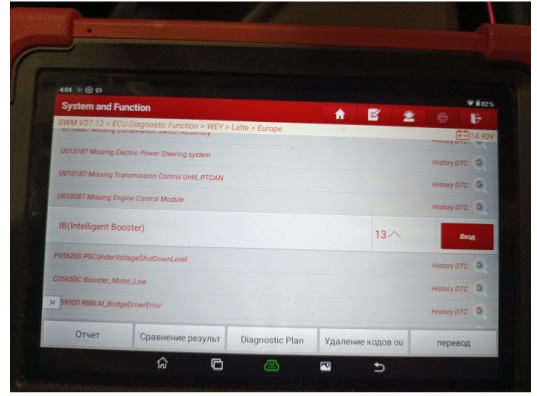 4:04
82%
System and Function
GWM V37.12 > ECU Diagnostic Function > WEY > Latte > Europe
14.90V
U013187 Missing Electric Power Steering system
History DTC
U010187 Missing Transmission Control Until_PTCAN
History DTC
U010087 Missing Engine Control Module
History DTC
IB(Intelligent Booster)
13
Вход
P056200 PSCUnderVoltageShutDownLevel
History DTC
C05650C Ibooster_Motor_Low
History DTC
59500 RBBLM_BridgeDriverError
History DTC
Отчет
Сравнение результ
Diagnostic Plan
Удаление кодов ош
перевод